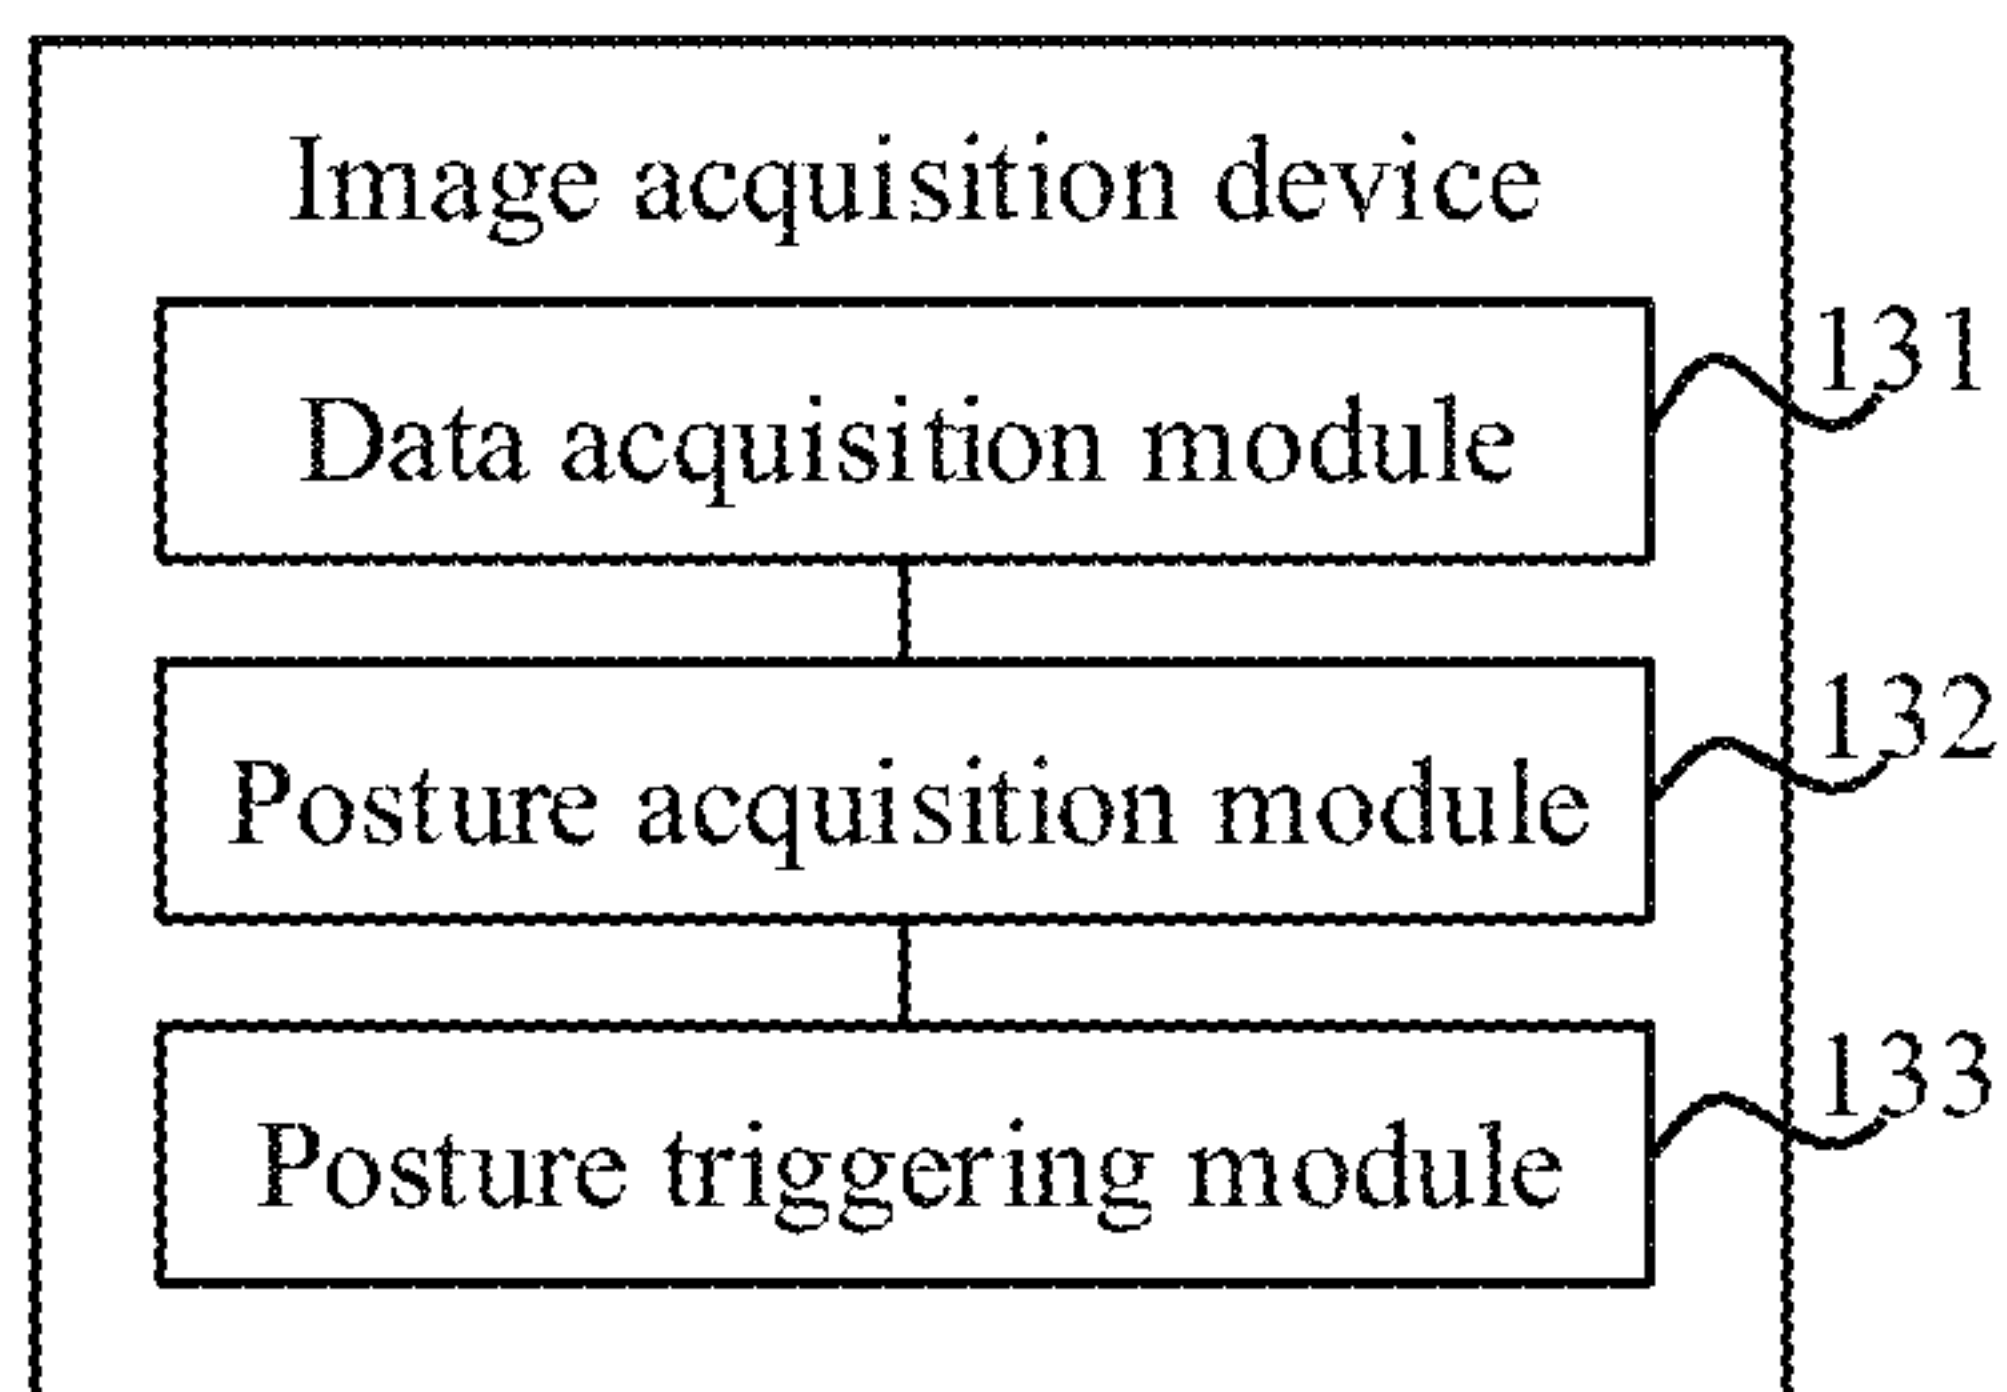 Image acquisition device
131
Data acquisition module
132
Posture acquisition module
133
Posture triggering module